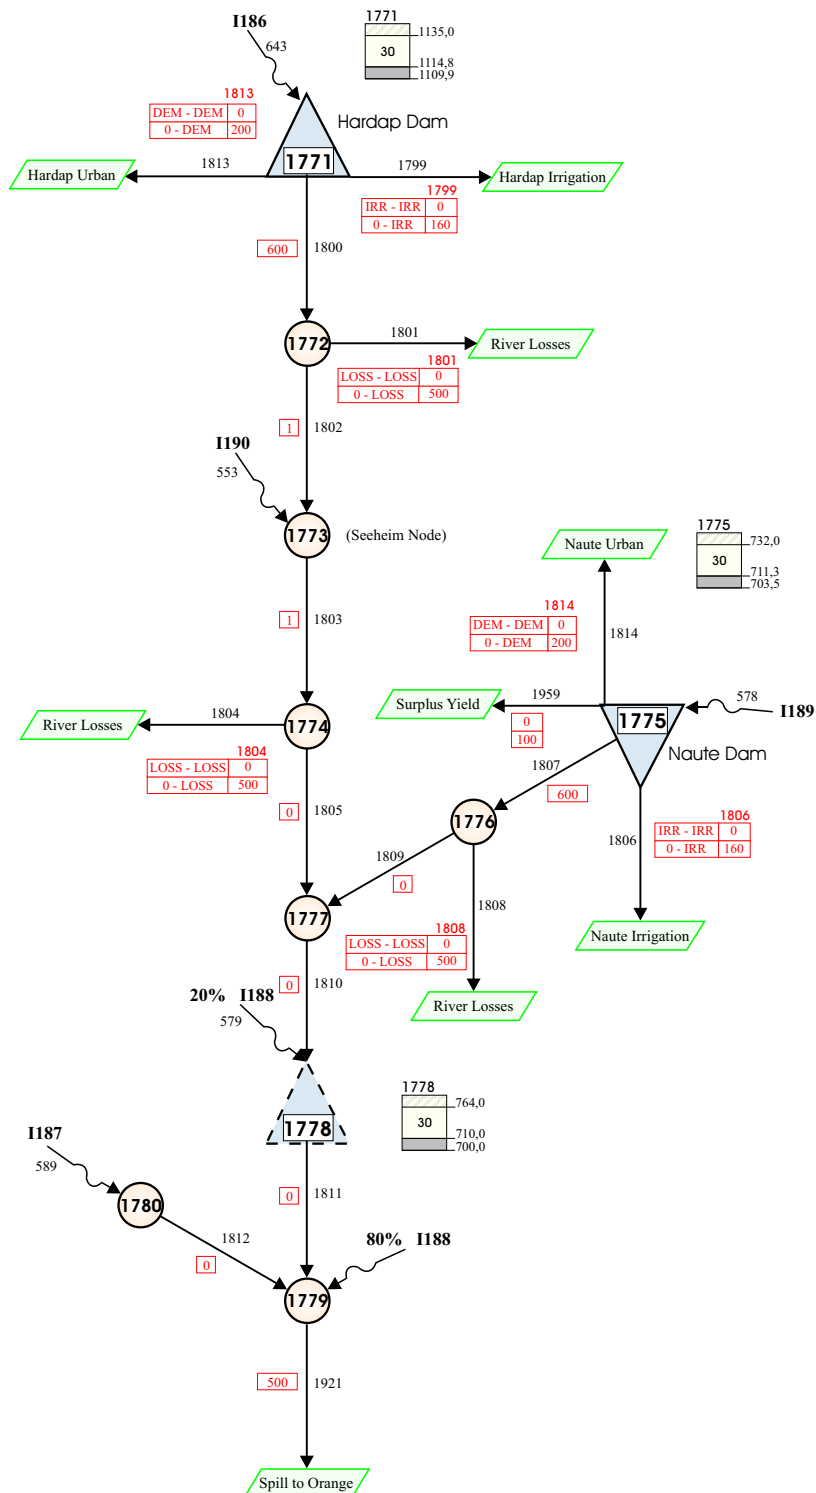 I186
643
1771
1135,0
30
1114,8
1109,9
1813
DEM - DEM 0
0 - DEM 200
Hardap Dam
1771
Hardap Urban
1813
1799
Hardap Irrigation
1799
IRR - IRR 0
0 - IRR 160
600
1800
1772
1801
River Losses
1801
LOSS - LOSS 0
0 - LOSS 500
1
1802
I190
553
1773
(Seeheim Node)
1775
732,0
30
711,3
703,5
Naute Urban
1814
DEM - DEM 0
0 - DEM 200
1814
1
1803
Surplus Yield
1959
0
100
1775
578
I189
Naute Dam
River Losses
1804
1774
1804
LOSS - LOSS 0
0 - LOSS 500
1807
600
0
1805
1776
1806
1806
IRR - IRR 0
0 - IRR 160
1809
0
1777
1808
1808
LOSS - LOSS 0
0 - LOSS 500
Naute Irrigation
0
1810
River Losses
20% I188
579
1778
764,0
30
710,0
700,0
1778
I187
589
1780
0
1811
1812
0
80% I188
1779
500
1921
Spill to Orange